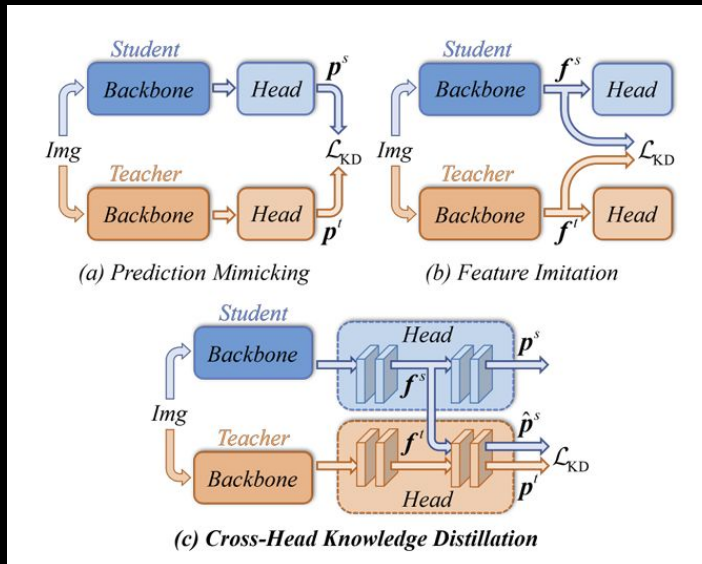 Student
Backbone
Head
p^s
Img
L_KD
Teacher
Backbone
Head
p^t
(a) Prediction Mimicking
Student
Backbone
f^s
Head
Img
L_KD
Teacher
Backbone
f^t
Head
(b) Feature Imitation
Student
Backbone
Head
f^s
p^s
Img
Teacher
Backbone
f^t
Head
p̂^s
p^t
L_KD
(c) Cross-Head Knowledge Distillation